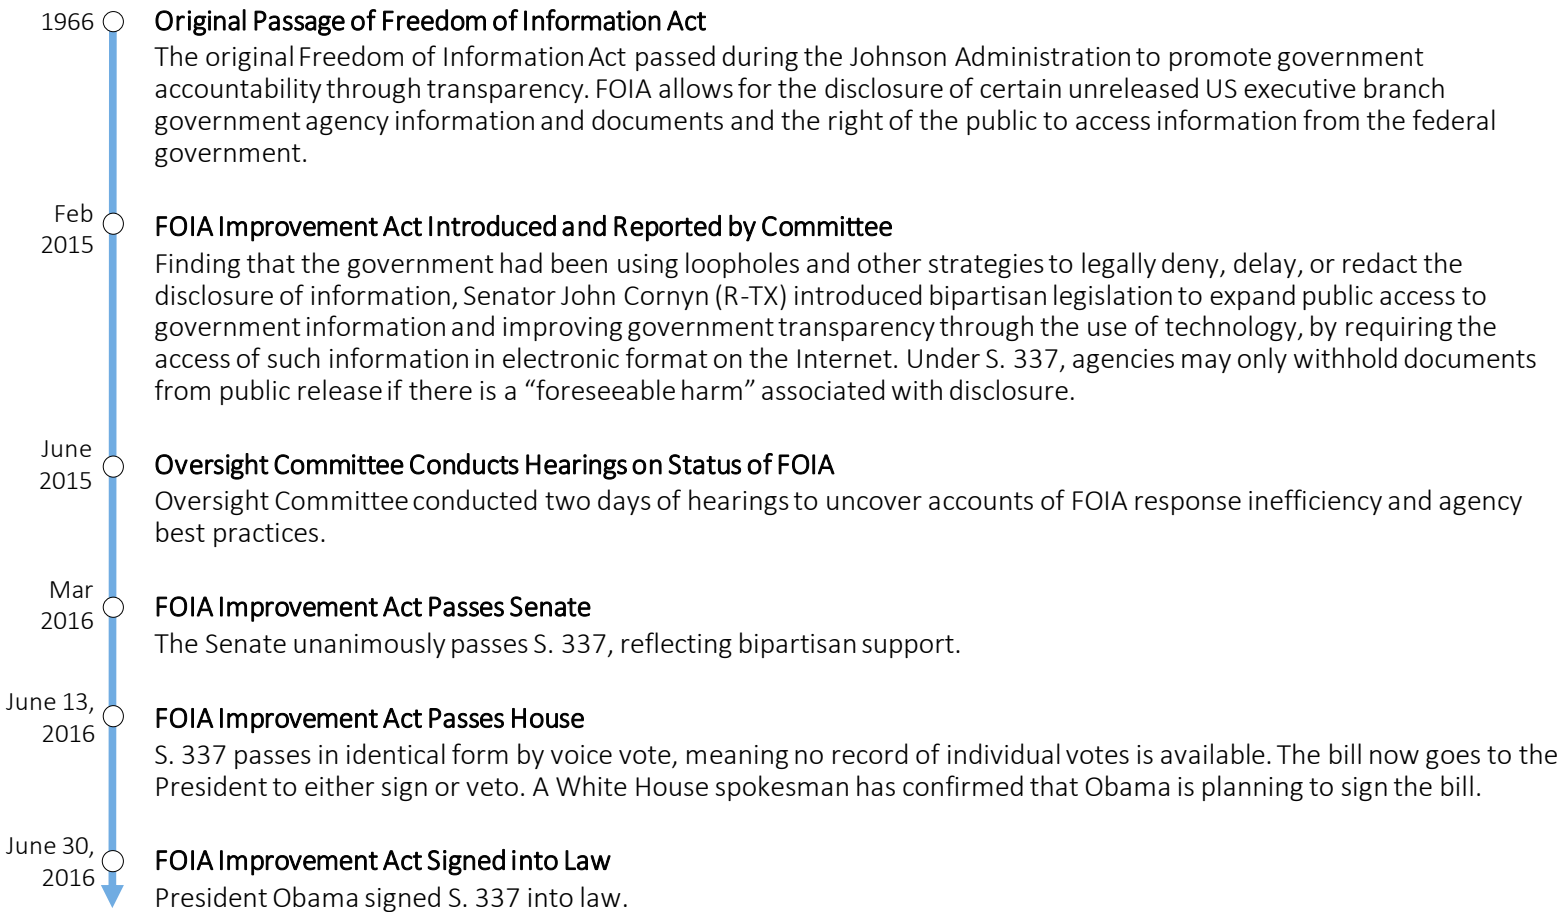 1966
Original Passage of Freedom of Information Act
The original Freedom of Information Act passed during the Johnson Administration to promote government
accountability through transparency. FOIA allows for the disclosure of certain unreleased US executive branch
government agency information and documents and the right of the public to access information from the federal
government.
Feb
2015
FOIA Improvement Act Introduced and Reported by Committee
Finding that the government had been using loopholes and other strategies to legally deny, delay, or redact the
disclosure of information, Senator John Cornyn (R-TX) introduced bipartisan legislation to expand public access to
government information and improving government transparency through the use of technology, by requiring the
access of such information in electronic format on the Internet. Under S. 337, agencies may only withhold documents
from public release if there is a “foreseeable harm” associated with disclosure.
June
2015
Oversight Committee Conducts Hearings on Status of FOIA
Oversight Committee conducted two days of hearings to uncover accounts of FOIA response inefficiency and agency
best practices.
Mar
2016
FOIA Improvement Act Passes Senate
The Senate unanimously passes S. 337, reflecting bipartisan support.
June 13,
2016
FOIA Improvement Act Passes House
S. 337 passes in identical form by voice vote, meaning no record of individual votes is available. The bill now goes to the
President to either sign or veto. A White House spokesman has confirmed that Obama is planning to sign the bill.
June 30,
2016
FOIA Improvement Act Signed into Law
President Obama signed S. 337 into law.